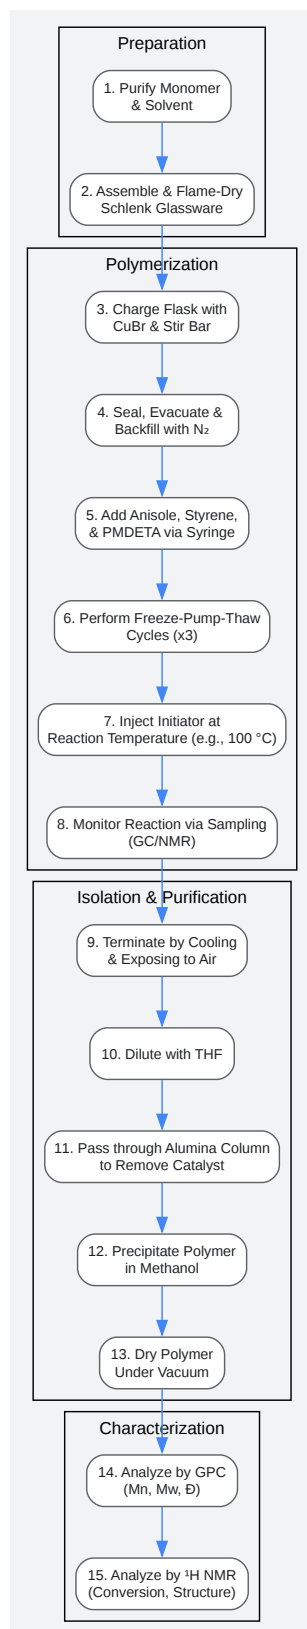 Preparation
1. Purify Monomer
& Solvent
2. Assemble & Flame-Dry
Schlenk Glassware
Polymerization
3. Charge Flask with
CuBr & Stir Bar
4. Seal, Evacuate &
Backfill with N₂
5. Add Anisole, Styrene,
& PMDETA via Syringe
6. Perform Freeze-Pump-Thaw
Cycles (x3)
7. Inject Initiator at
Reaction Temperature (e.g., 100 °C)
8. Monitor Reaction via Sampling
(GC/NMR)
Isolation & Purification
9. Terminate by Cooling
& Exposing to Air
10. Dilute with THF
11. Pass through Alumina Column
to Remove Catalyst
12. Precipitate Polymer
in Methanol
13. Dry Polymer
Under Vacuum
Characterization
14. Analyze by GPC
(Mn, Mw, Đ)
15. Analyze by ¹H NMR
(Conversion, Structure)